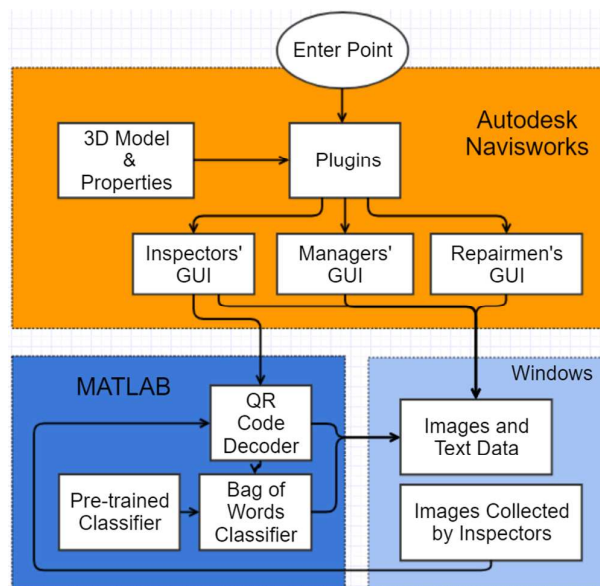 Enter Point
Autodesk
Navisworks
3D Model
&
Properties
Plugins
Inspectors'
GUI
Managers'
GUI
Repairmen's
GUI
MATLAB
QR
Code
Decoder
Pre-trained
Classifier
Bag of
Words
Classifier
Windows
Images and
Text Data
Images Collected
by Inspectors